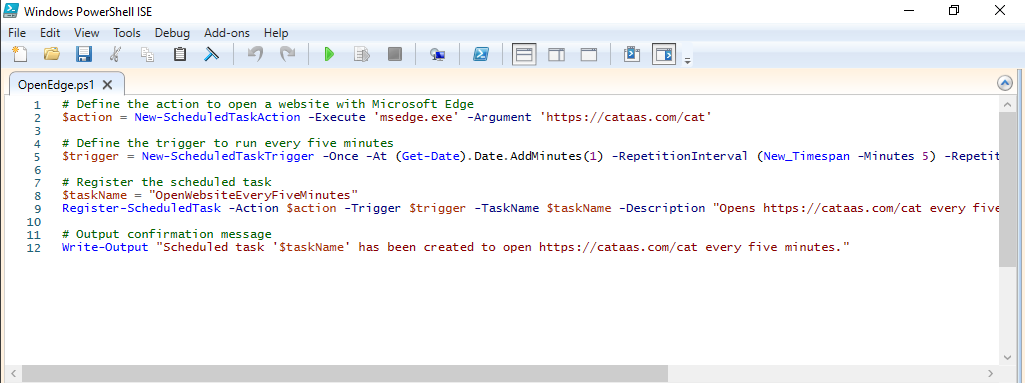 Windows PowerShell ISE
File Edit View Tools Debug Add-ons Help
OpenEdge.ps1
1 # Define the action to open a website with Microsoft Edge
2 $action = New-ScheduledTaskAction -Execute 'msedge.exe' -Argument 'https://cataas.com/cat'
3
4 # Define the trigger to run every five minutes
5 $trigger = New-ScheduledTaskTrigger -Once -At (Get-Date).Date.AddMinutes(1) -RepetitionInterval (New_Timespan -Minutes 5) -Repetit
6
7 # Register the scheduled task
8 $taskName = "OpenWebsiteEveryFiveMinutes"
9 Register-ScheduledTask -Action $action -Trigger $trigger -TaskName $taskName -Description "Opens https://cataas.com/cat every five
10
11 # Output confirmation message
12 Write-Output "Scheduled task '$taskName' has been created to open https://cataas.com/cat every five minutes."